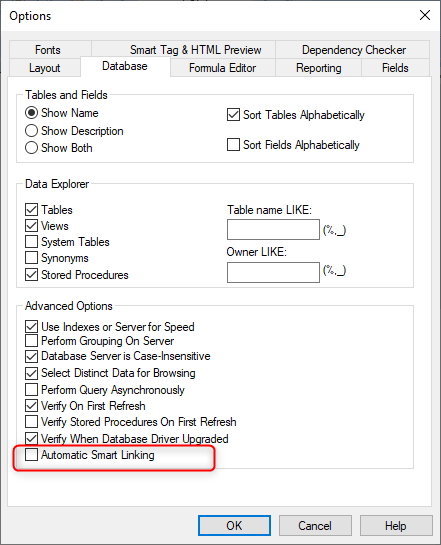 Options
Fonts Smart Tag & HTML Preview Dependency Checker
Layout Database Formula Editor Reporting Fields
Tables and Fields
Show Name
Show Description
Show Both
Sort Tables Alphabetically
Sort Fields Alphabetically
Data Explorer
Tables
Views
System Tables
Synonyms
Stored Procedures
Table name LIKE:
(%,_)
Owner LIKE:
(%,_)
Advanced Options
Use Indexes or Server for Speed
Perform Grouping On Server
Database Server is Case-Insensitive
Select Distinct Data for Browsing
Perform Query Asynchronously
Verify On First Refresh
Verify Stored Procedures On First Refresh
Verify When Database Driver Upgraded
Automatic Smart Linking
OK Cancel Help